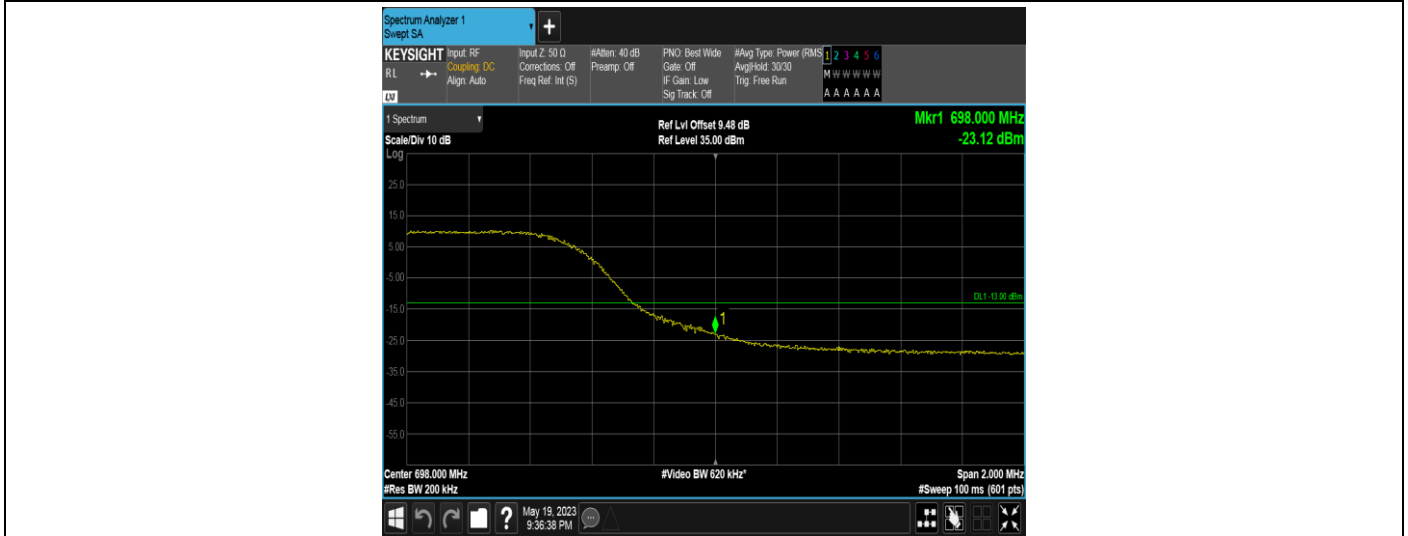 Spectrum Analyzer 1
Swept SA
+
KEYSIGHT
RL
LXI
Input: RF
Coupling: DC
Align: Auto
Input Z: 50 Ω
Corrections: Off
Freq Ref: Int (S)
#Atten: 40 dB
Preamp: Off
PNO: Best Wide
Gate: Off
IF Gain: Low
Sig Track: Off
#Avg Type: Power (RMS
Avg|Hold: 30/30
Trig: Free Run
1 2 3 4 5 6
M W W W W W
A A A A A A
1 Spectrum
Scale/Div 10 dB
Log
Ref Lvl Offset 9.48 dB
Ref Level 35.00 dBm
Mkr1 698.000 MHz
-23.12 dBm
25.0
15.0
5.00
-5.00
DL1 -13.00 dBm
-15.0
1
-25.0
-35.0
-45.0
-55.0
Center 698.000 MHz
#Video BW 620 kHz*
Span 2.000 MHz
#Res BW 200 kHz
#Sweep 100 ms (601 pts)
?
May 19, 2023
9:36:38 PM